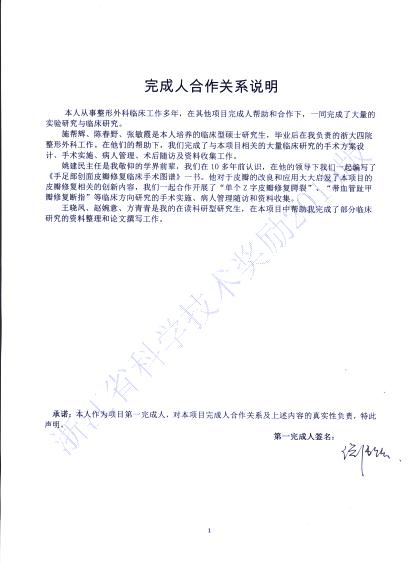 完成人合作关系说明
本人从事整形外科临床工作多年，在其他项目完成人帮助和合作下，一同完成了大量的
实验研究与临床研究。
施帮辉、陈春野、张敏霞是本人培养的临床型硕士研究生，毕业后在我负责的浙大四院
整形外科工作。在他们的帮助下，我们完成了与本项目相关的大量临床研究的手术方案设
计、手术实施、病人管理、术后随访及资料收集工作。
姚建民主任是我敬仰的学界前辈，我们在10多年前认识，在他的领导下我们一起编写了
《手足部创面皮瓣修复临床手术图谱》一书。他对于皮瓣的改良和应用大大启发了本项目的
皮瓣修复相关的创新内容，我们一起合作开展了“单个Z字皮瓣修复腭裂”、“带血管趾甲
瓣修复断指”等临床方向研究的手术实施、病人管理随访和资料收集。
王晓凤、赵婉意、方青青是我的在读科研型研究生，在本项目中帮助我完成了部分临床
研究的资料整理和论文撰写工作。
浙江省科学技术奖励201版
承诺：本人作为项目第一完成人，对本项目完成人合作关系及上述内容的真实性负责，特此
声明。
第一完成人签名：
1